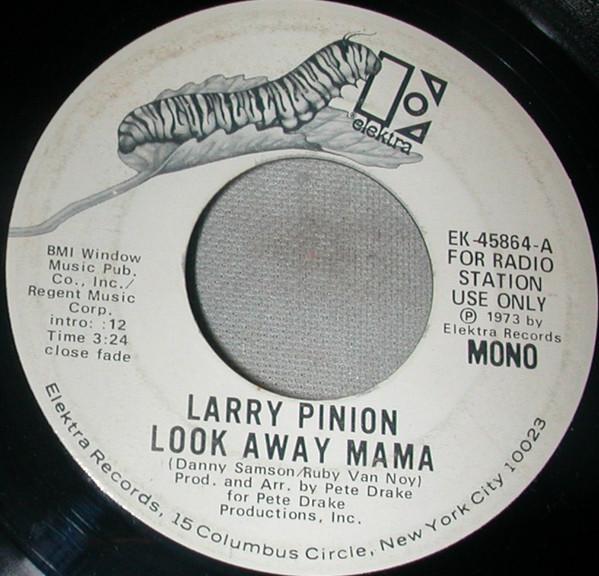 elektra
BMI Window
Music Pub.
Co., Inc./
Regent Music
Corp.
intro: :12
Time 3:24
close fade
EK-45864-A
FOR RADIO
STATION
USE ONLY
Ⓟ 1973 by
Elektra Records
MONO
LARRY PINION
LOOK AWAY MAMA
(Danny Samson/Ruby Van Noy)
Prod. and Arr. by Pete Drake
for Pete Drake
Productions, Inc.
Elektra Records, 15 Columbus Circle, New York City 10023